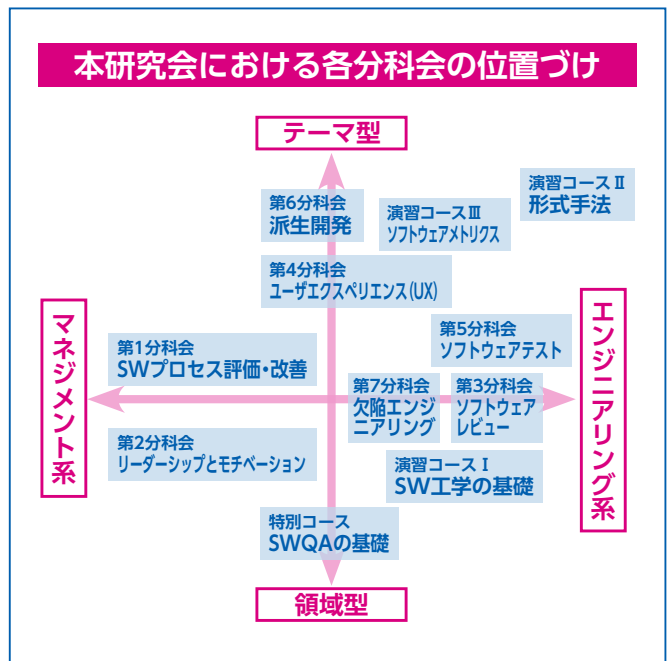 本研究会における各分科会の位置づけ
テーマ型
演習コースⅡ
形式手法
第6分科会
派生開発
演習コースⅢ
ソフトウェアメトリクス
第4分科会
ユーザエクスペリエンス(UX)
マネジメント系
エンジニアリング系
第1分科会
SWプロセス評価・改善
第5分科会
ソフトウェアテスト
第7分科会
欠陥エンジ
ニアリング
第3分科会
ソフトウェア
レビュー
第2分科会
リーダーシップとモチベーション
演習コースⅠ
SW工学の基礎
特別コース
SWQAの基礎
領域型